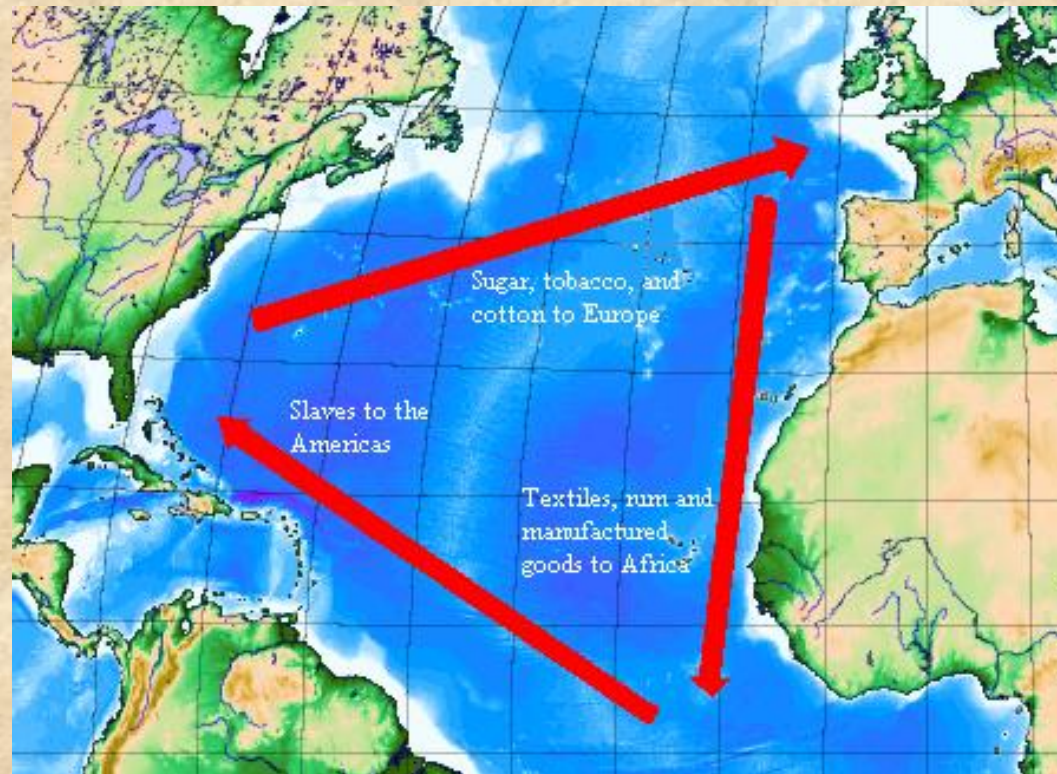 Sugar, tobacco, and
cotton to Europe
Slaves to the
Americas
Textiles, rum and
manufactured
goods to Africa